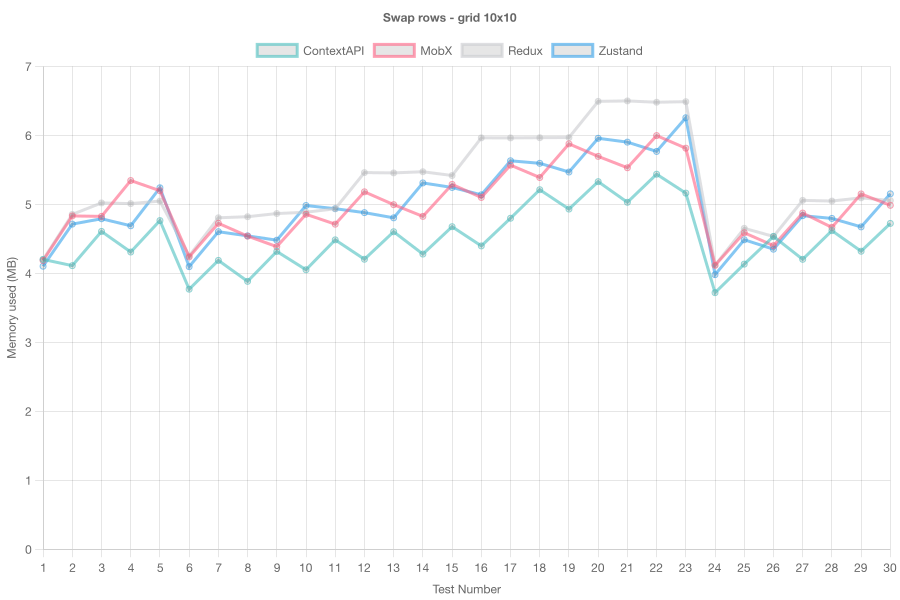 Swap rows - grid 10x10
ContextAPI MobX Redux Zustand
7
6
5
4
3
2
1
0
Memory used (MB)
1 2 3 4 5 6 7 8 9 10 11 12 13 14 15 16 17 18 19 20 21 22 23 24 25 26 27 28 29 30
Test Number